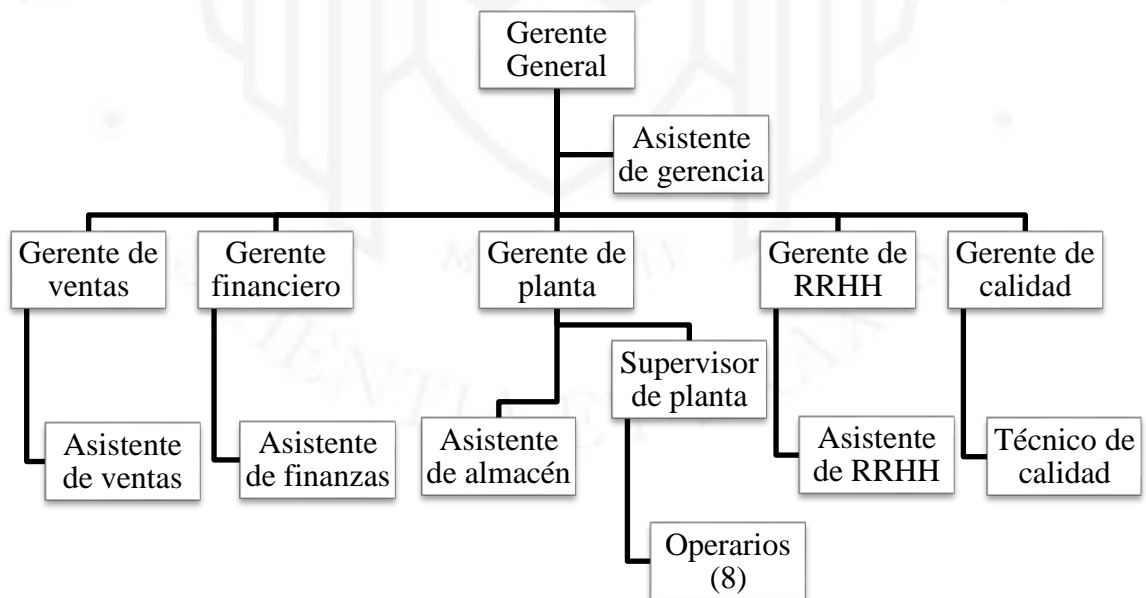 Gerente
General
Asistente
de gerencia
Gerente de
ventas
Gerente
financiero
Gerente de
planta
Gerente de
RRHH
Gerente de
calidad
Supervisor
de planta
Asistente
de ventas
Asistente
de finanzas
Asistente
de almacén
Asistente
de RRHH
Técnico de
calidad
Operarios
(8)